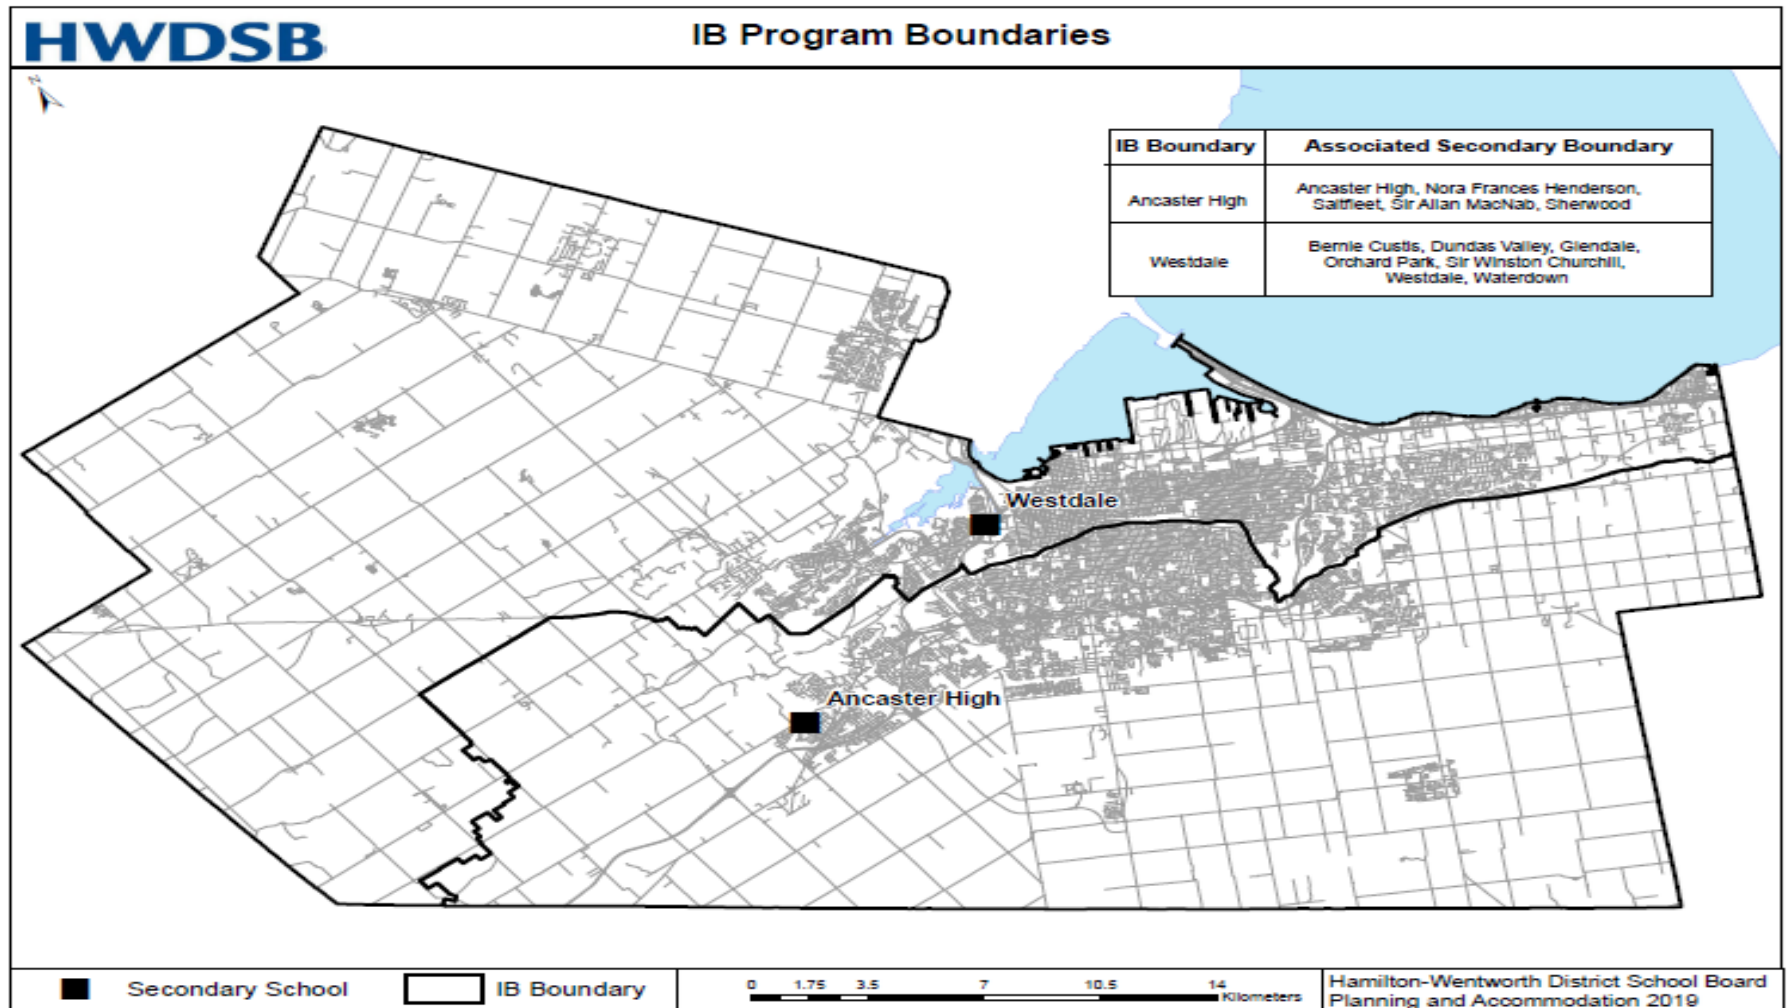 HWDSB
IB Program Boundaries
N
IB Boundary
Associated Secondary Boundary
Ancaster High
Ancaster High, Nora Frances Henderson,
Saltfleet, Sir Allan MacNab, Sherwood
Westdale
Bernie Custis, Dundas Valley, Glendale,
Orchard Park, Sir Winston Churchill,
Westdale, Waterdown
Westdale
Ancaster High
Secondary School
IB Boundary
0 1.75 3.5 7 10.5 14
Kilometers
Hamilton-Wentworth District School Board
Planning and Accommodation 2018